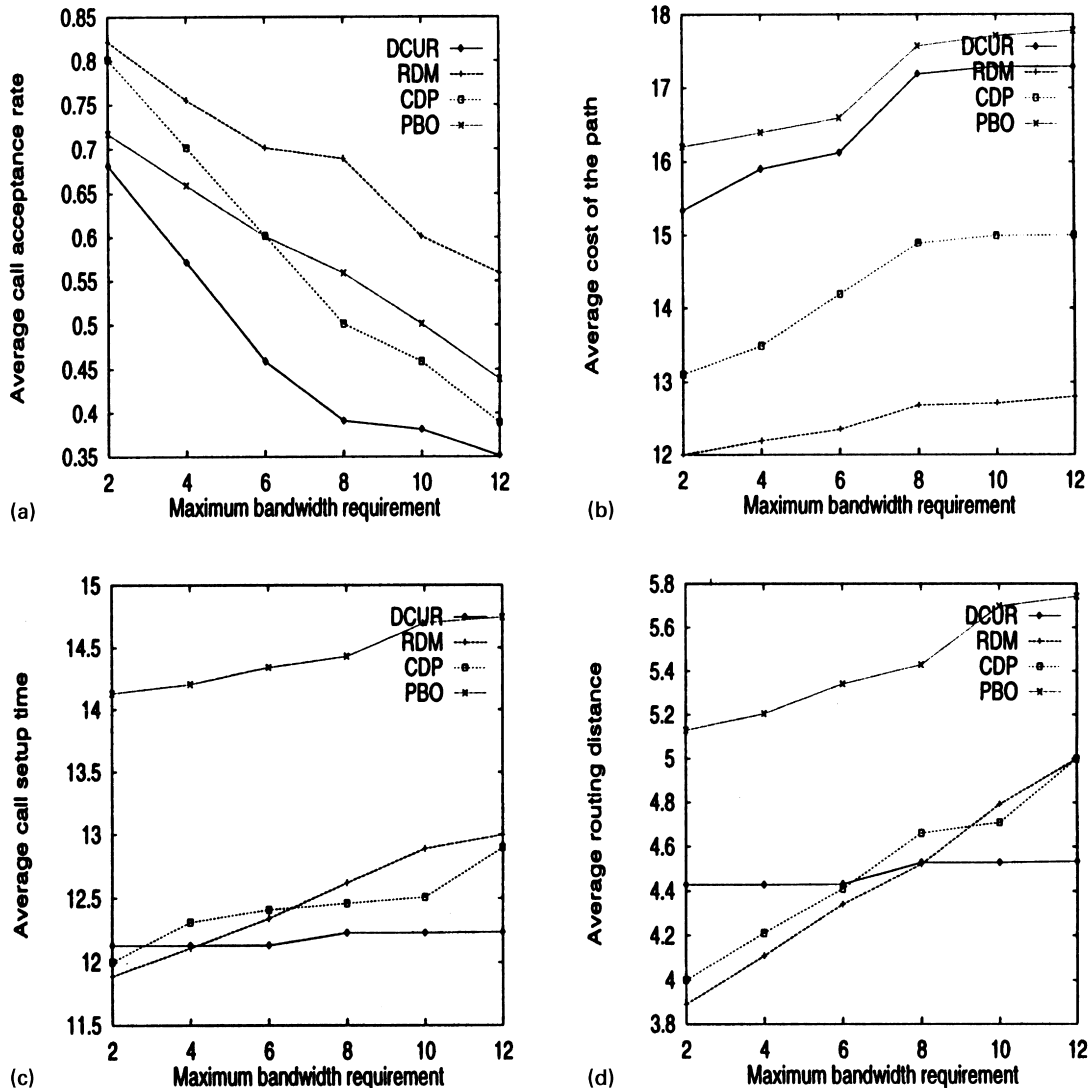 Average call acceptance rate
0.85
0.8
0.75
0.7
0.65
0.6
0.55
0.5
0.45
0.4
0.35
DCUR
RDM
CDP
PBO
2 4 6 8 10 12
(a) Maximum bandwidth requirement
Average cost of the path
18
17
16
15
14
13
12
DCUR
RDM
CDP
PBO
2 4 6 8 10 12
(b) Maximum bandwidth requirement
Average call setup time
15
14.5
14
13.5
13
12.5
12
11.5
DCUR
RDM
CDP
PBO
2 4 6 8 10 12
(c) Maximum bandwidth requirement
Average routing distance
5.8
5.6
5.4
5.2
5
4.8
4.6
4.4
4.2
4
3.8
DCUR
RDM
CDP
PBO
2 4 6 8 10 12
(d) Maximum bandwidth requirement